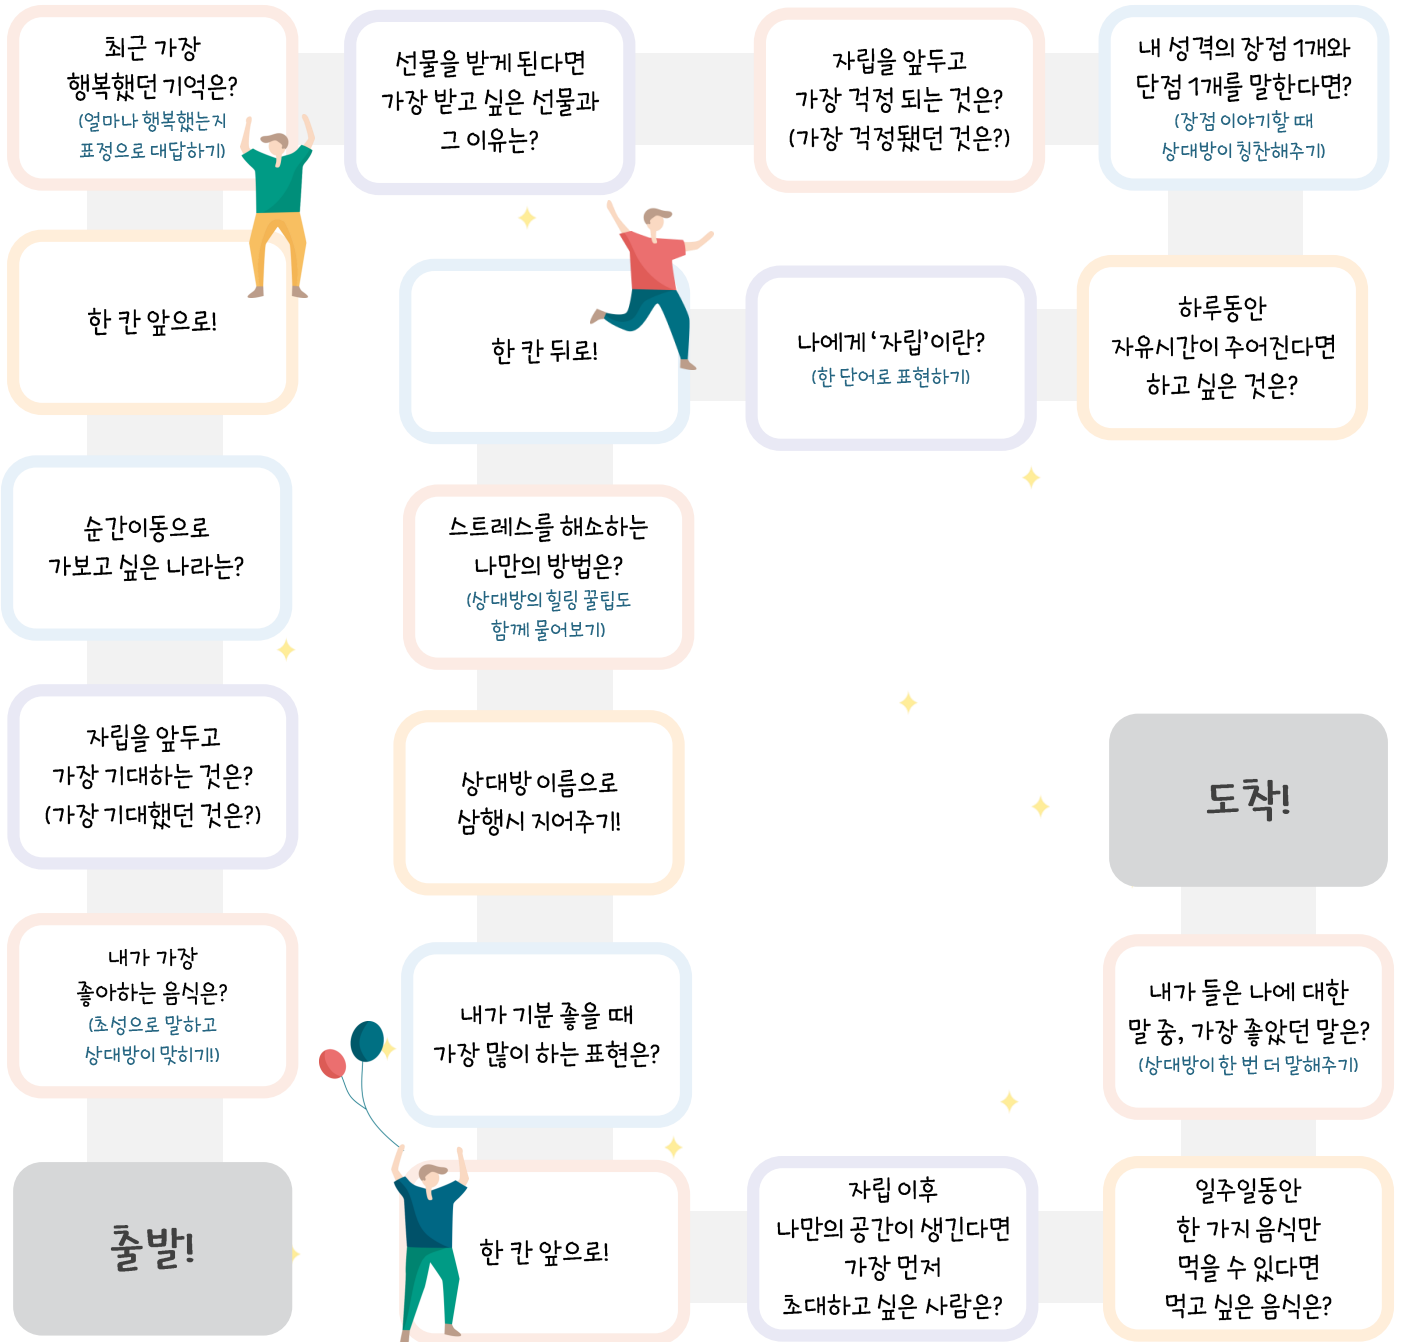 최근 가장
행복했던 기억은?
(얼마나 행복했는지
표정으로 대답하기)
선물을 받게 된다면
가장 받고 싶은 선물과
그 이유는?
자립을 앞두고
가장 걱정 되는 것은?
(가장 걱정됐던 것은?)
내 성격의 장점 1개와
단점 1개를 말한다면?
(장점 이야기할 때
상대방이 칭찬해주기)
한 칸 앞으로!
한 칸 뒤로!
나에게 ‘자립’이란?
(한 단어로 표현하기)
하루동안
자유시간이 주어진다면
하고 싶은 것은?
순간이동으로
가보고 싶은 나라는?
스트레스를 해소하는
나만의 방법은?
(상대방의 힐링 꿀팁도
함께 물어보기)
자립을 앞두고
가장 기대하는 것은?
(가장 기대했던 것은?)
상대방 이름으로
삼행시 지어주기!
도착!
내가 가장
좋아하는 음식은?
(초성으로 말하고
상대방이 맞히기!)
내가 기분 좋을 때
가장 많이 하는 표현은?
내가 들은 나에 대한
말 중, 가장 좋았던 말은?
(상대방이 한 번 더 말해주기)
출발!
한 칸 앞으로!
자립 이후
나만의 공간이 생긴다면
가장 먼저
초대하고 싶은 사람은?
일주일동안
한 가지 음식만
먹을 수 있다면
먹고 싶은 음식은?